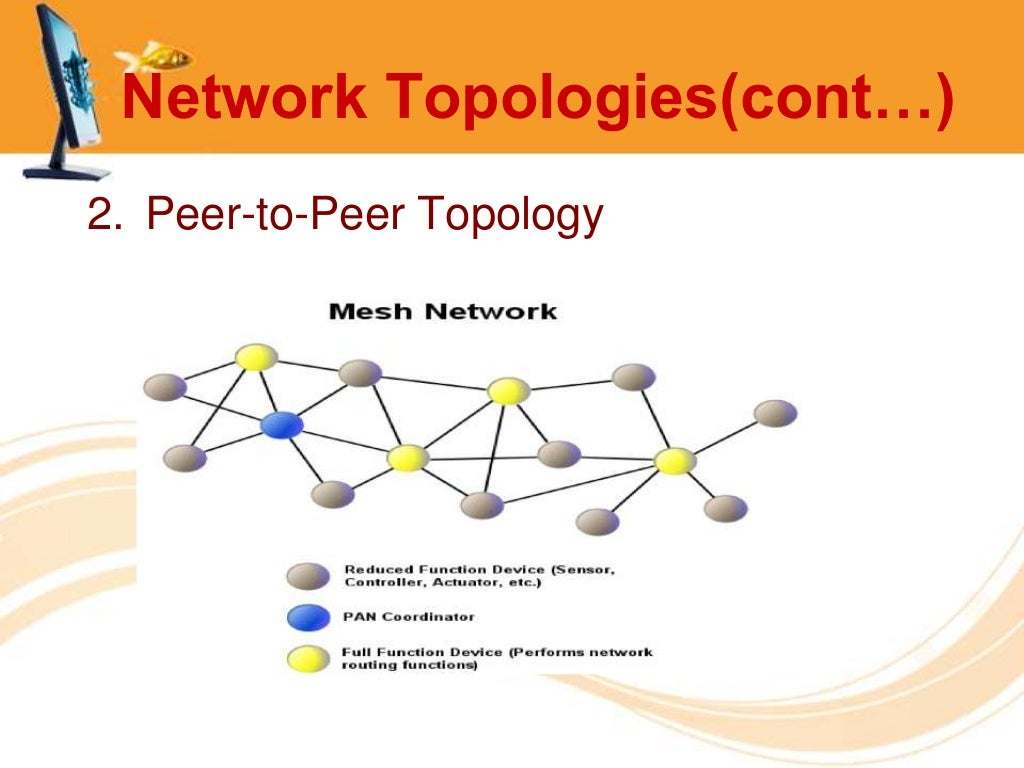 Network Topologies(cont…)
2. Peer-to-Peer Topology
Mesh Network
Reduced Function Device (Sensor,
Controller, Actuator, etc.)
PAN Coordinator
Full Function Device (Performs network
routing functions)